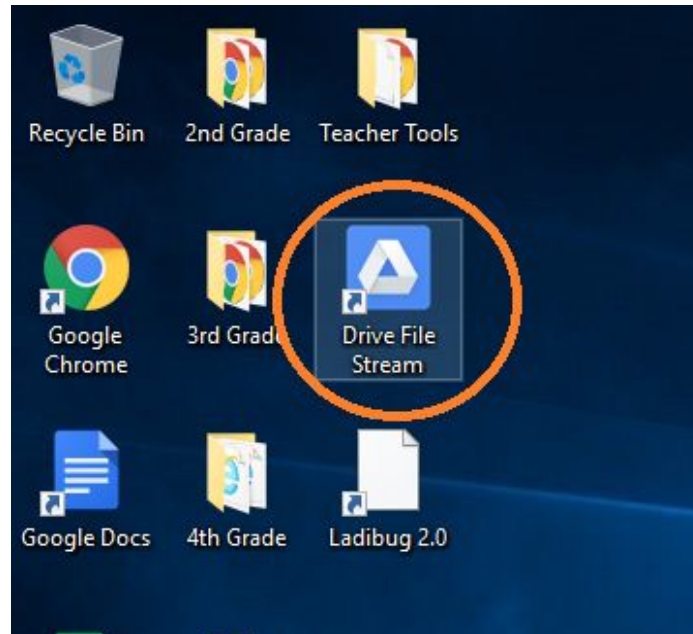 Recycle Bin
2nd Grade
Teacher Tools
Google
Chrome
3rd Grade
Drive File
Stream
Google Docs
4th Grade
Ladibug 2.0